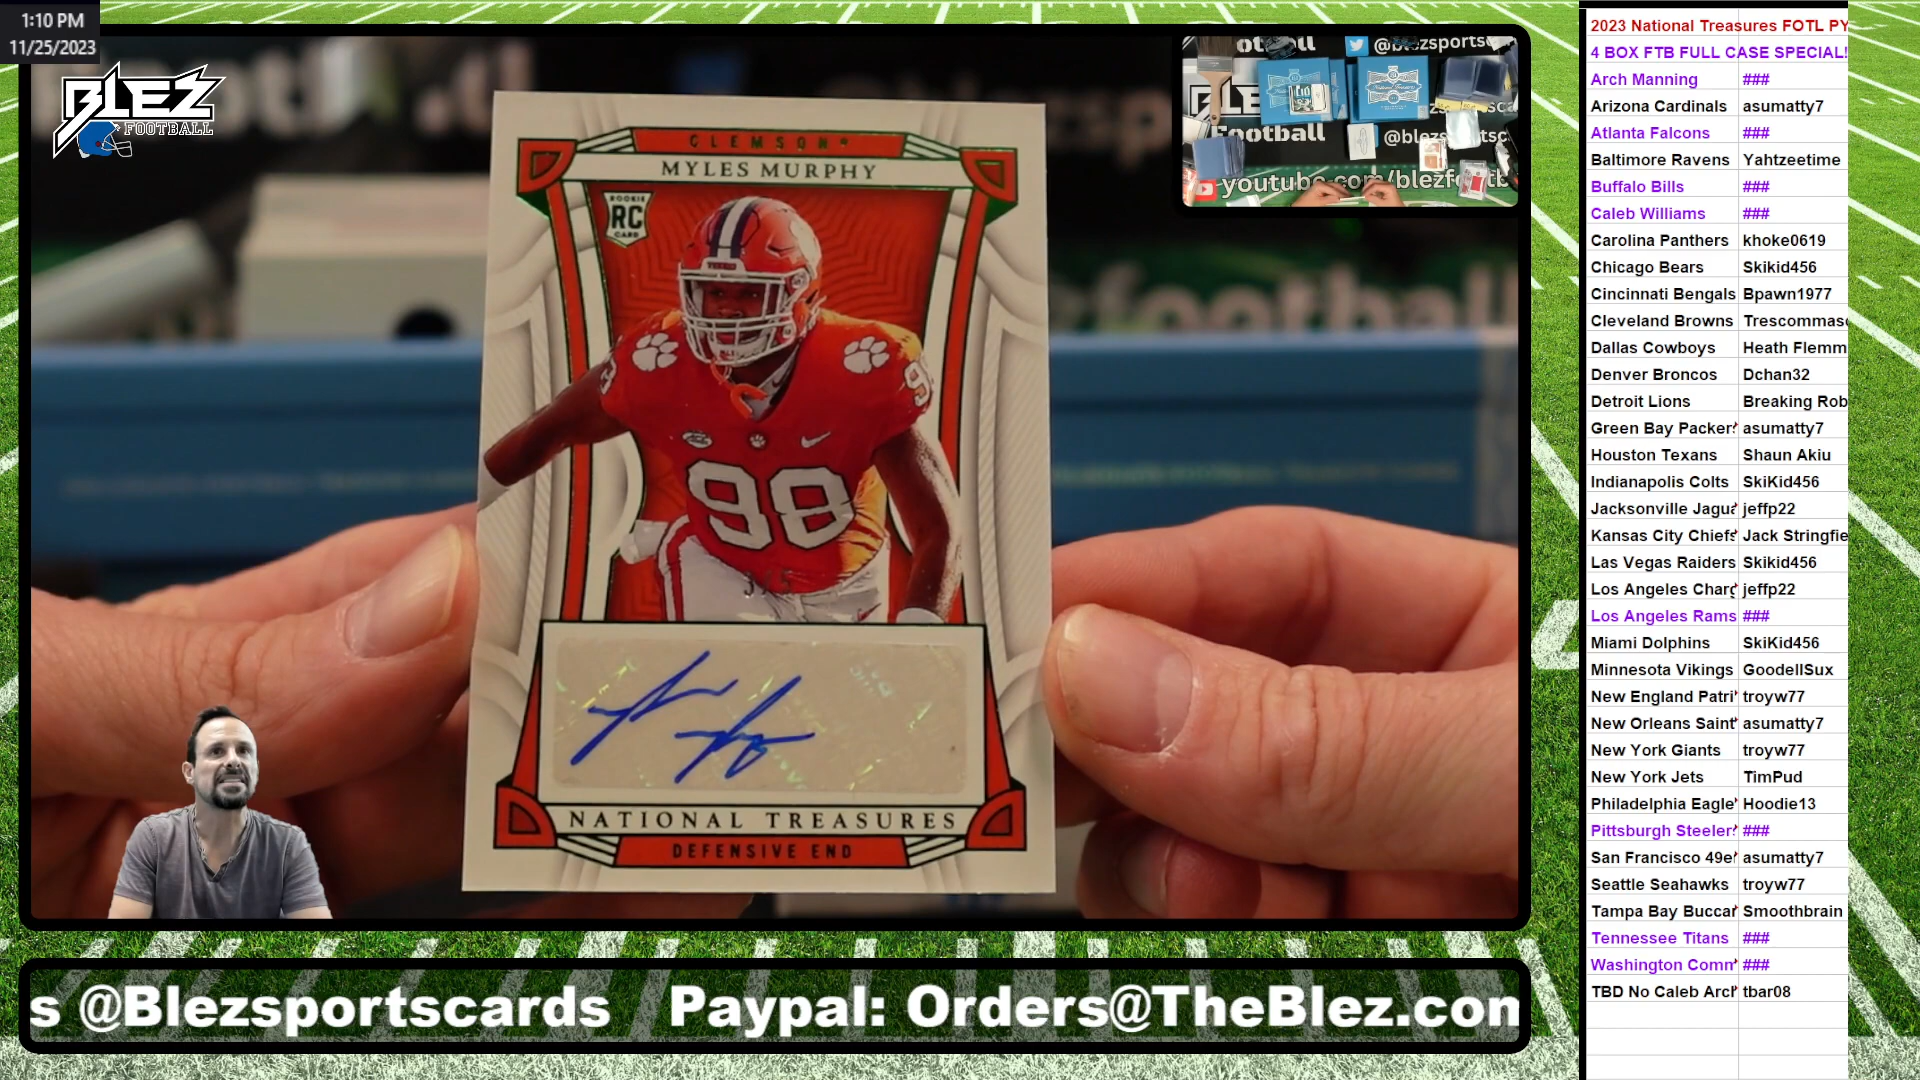 1:10 PM
11/25/2023
BLEZ
FOOTBALL
CLEMSON
MYLES MURPHY
ROOKIE
RC
CARD
98
98
NATIONAL TREASURES
DEFENSIVE END
@blezsports
Football
@blezs
youtube.com/blezf
football
s @Blezsportscards Paypal: Orders@TheBlez.con
2023 National Treasures FOTL PY
4 BOX FTB FULL CASE SPECIAL!
Arch Manning ###
Arizona Cardinals asumatty7
Atlanta Falcons ###
Baltimore Ravens Yahtzeetime
Buffalo Bills ###
Caleb Williams ###
Carolina Panthers khoke0619
Chicago Bears Skikid456
Cincinnati Bengals Bpawn1977
Cleveland Browns Trescommas
Dallas Cowboys Heath Flemm
Denver Broncos Dchan32
Detroit Lions Breaking Rob
Green Bay Packer asumatty7
Houston Texans Shaun Akiu
Indianapolis Colts SkiKid456
Jacksonville Jagua jeffp22
Kansas City Chiefs Jack Stringfie
Las Vegas Raiders Skikid456
Los Angeles Charg jeffp22
Los Angeles Rams ###
Miami Dolphins SkiKid456
Minnesota Vikings GoodellSux
New England Patri troyw77
New Orleans Saint asumatty7
New York Giants troyw77
New York Jets TimPud
Philadelphia Eagle Hoodie13
Pittsburgh Steeler ###
San Francisco 49e asumatty7
Seattle Seahawks troyw77
Tampa Bay Buccar Smoothbrain
Tennessee Titans ###
Washington Comn ###
TBD No Caleb Arch tbar08